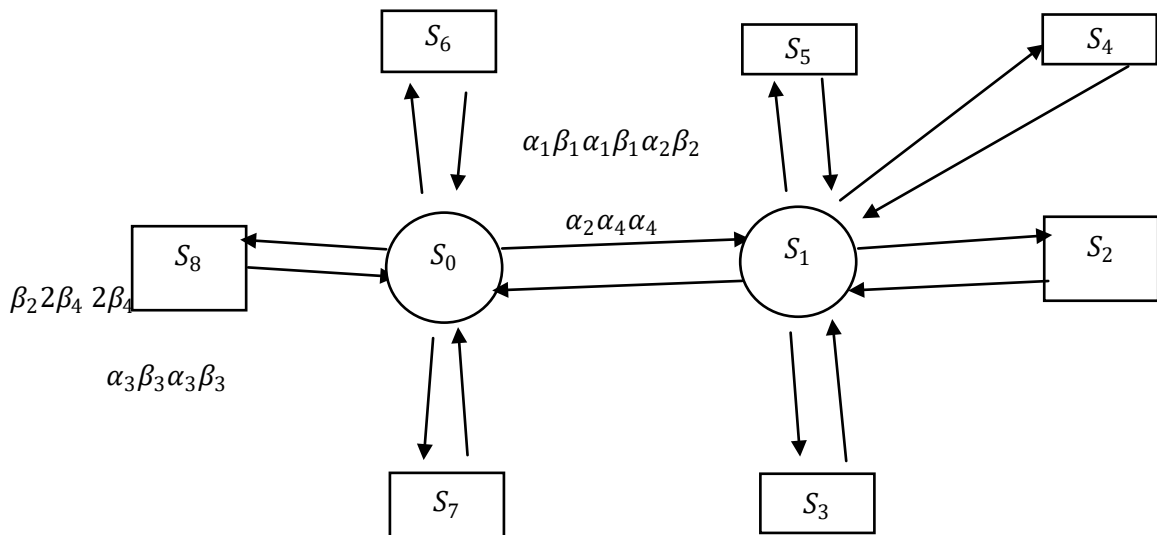 S₆
S₅
S₄
α₁β₁α₁β₁α₂β₂
α₂α₄α₄
S₈
S₀
S₁
S₂
β₂2β₄ 2β₄
α₃β₃α₃β₃
S₇
S₃